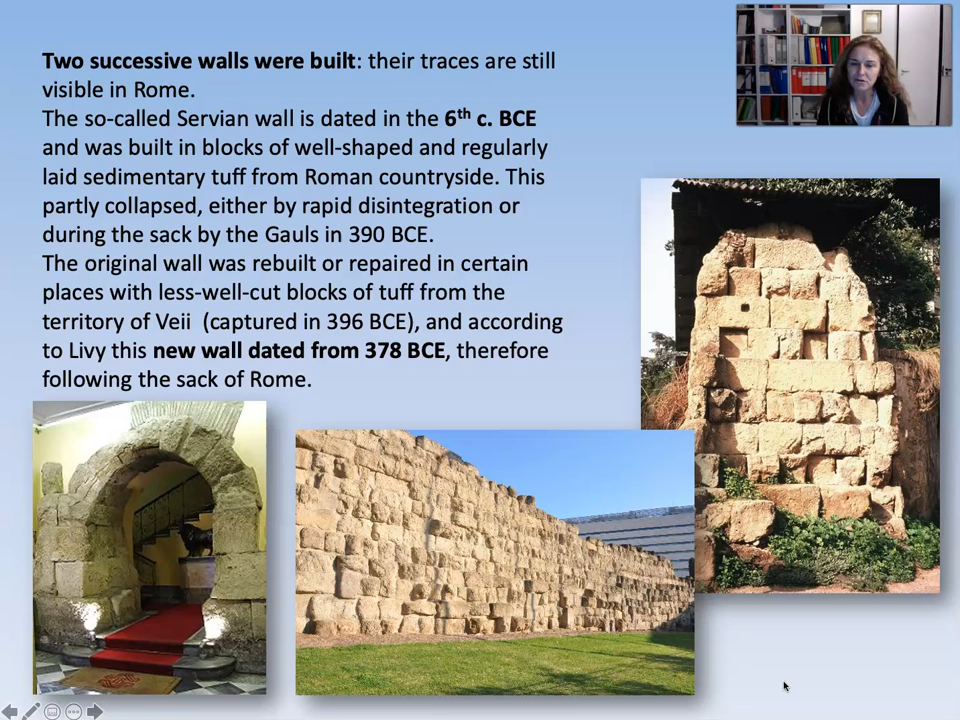 Two successive walls were built: their traces are still
visible in Rome.
The so-called Servian wall is dated in the 6th c. BCE
and was built in blocks of well-shaped and regularly
laid sedimentary tuff from Roman countryside. This
partly collapsed, either by rapid disintegration or
during the sack by the Gauls in 390 BCE.
The original wall was rebuilt or repaired in certain
places with less-well-cut blocks of tuff from the
territory of Veii (captured in 396 BCE), and according
to Livy this new wall dated from 378 BCE, therefore
following the sack of Rome.